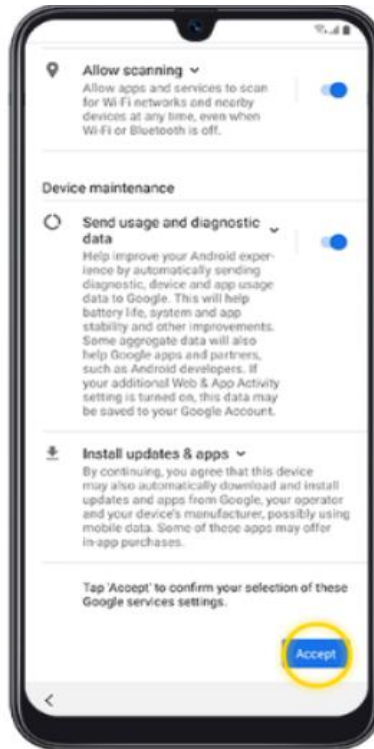 Allow scanning
Allow apps and services to scan
for Wi-Fi networks and nearby
devices at any time, even when
Wi-Fi or Bluetooth is off.
Device maintenance
Send usage and diagnostic
data
Help improve your Android exper-
ience by automatically sending
diagnostic, device and app usage
data to Google. This will help
battery life, system and app
stability and other improvements.
Some aggregate data will also
help Google apps and partners,
such as Android developers. If
your additional Web & App Activity
setting is turned on, this data may
be saved to your Google Account.
Install updates & apps
By continuing, you agree that this device
may also automatically download and install
updates and apps from Google, your operator
and your device's manufacturer, possibly using
mobile data. Some of these apps may offer
in-app purchases.
Tap 'Accept' to confirm your selection of these
Google services settings.
Accept